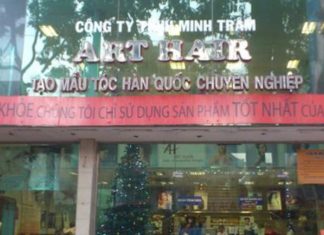 CÔNG TY TNHH MINH TRÂM
ART HAIR
TẠO MẪU TÓC HÀN QUỐC CHUYÊN NGHIỆP
KHỎE CHÚNG TÔI CHỈ SỬ DỤNG SẢN PHẨM TỐT NHẤT CỦA